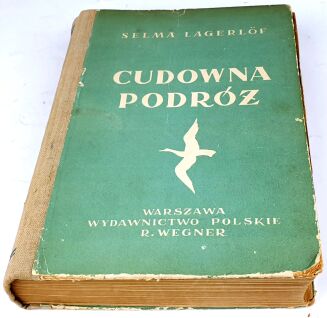 SELMA LAGERLÖF
CUDOWNA
PODRÓŻ
WARSZAWA
WYDAWNICTWO POLSKIE
R. WEGNER